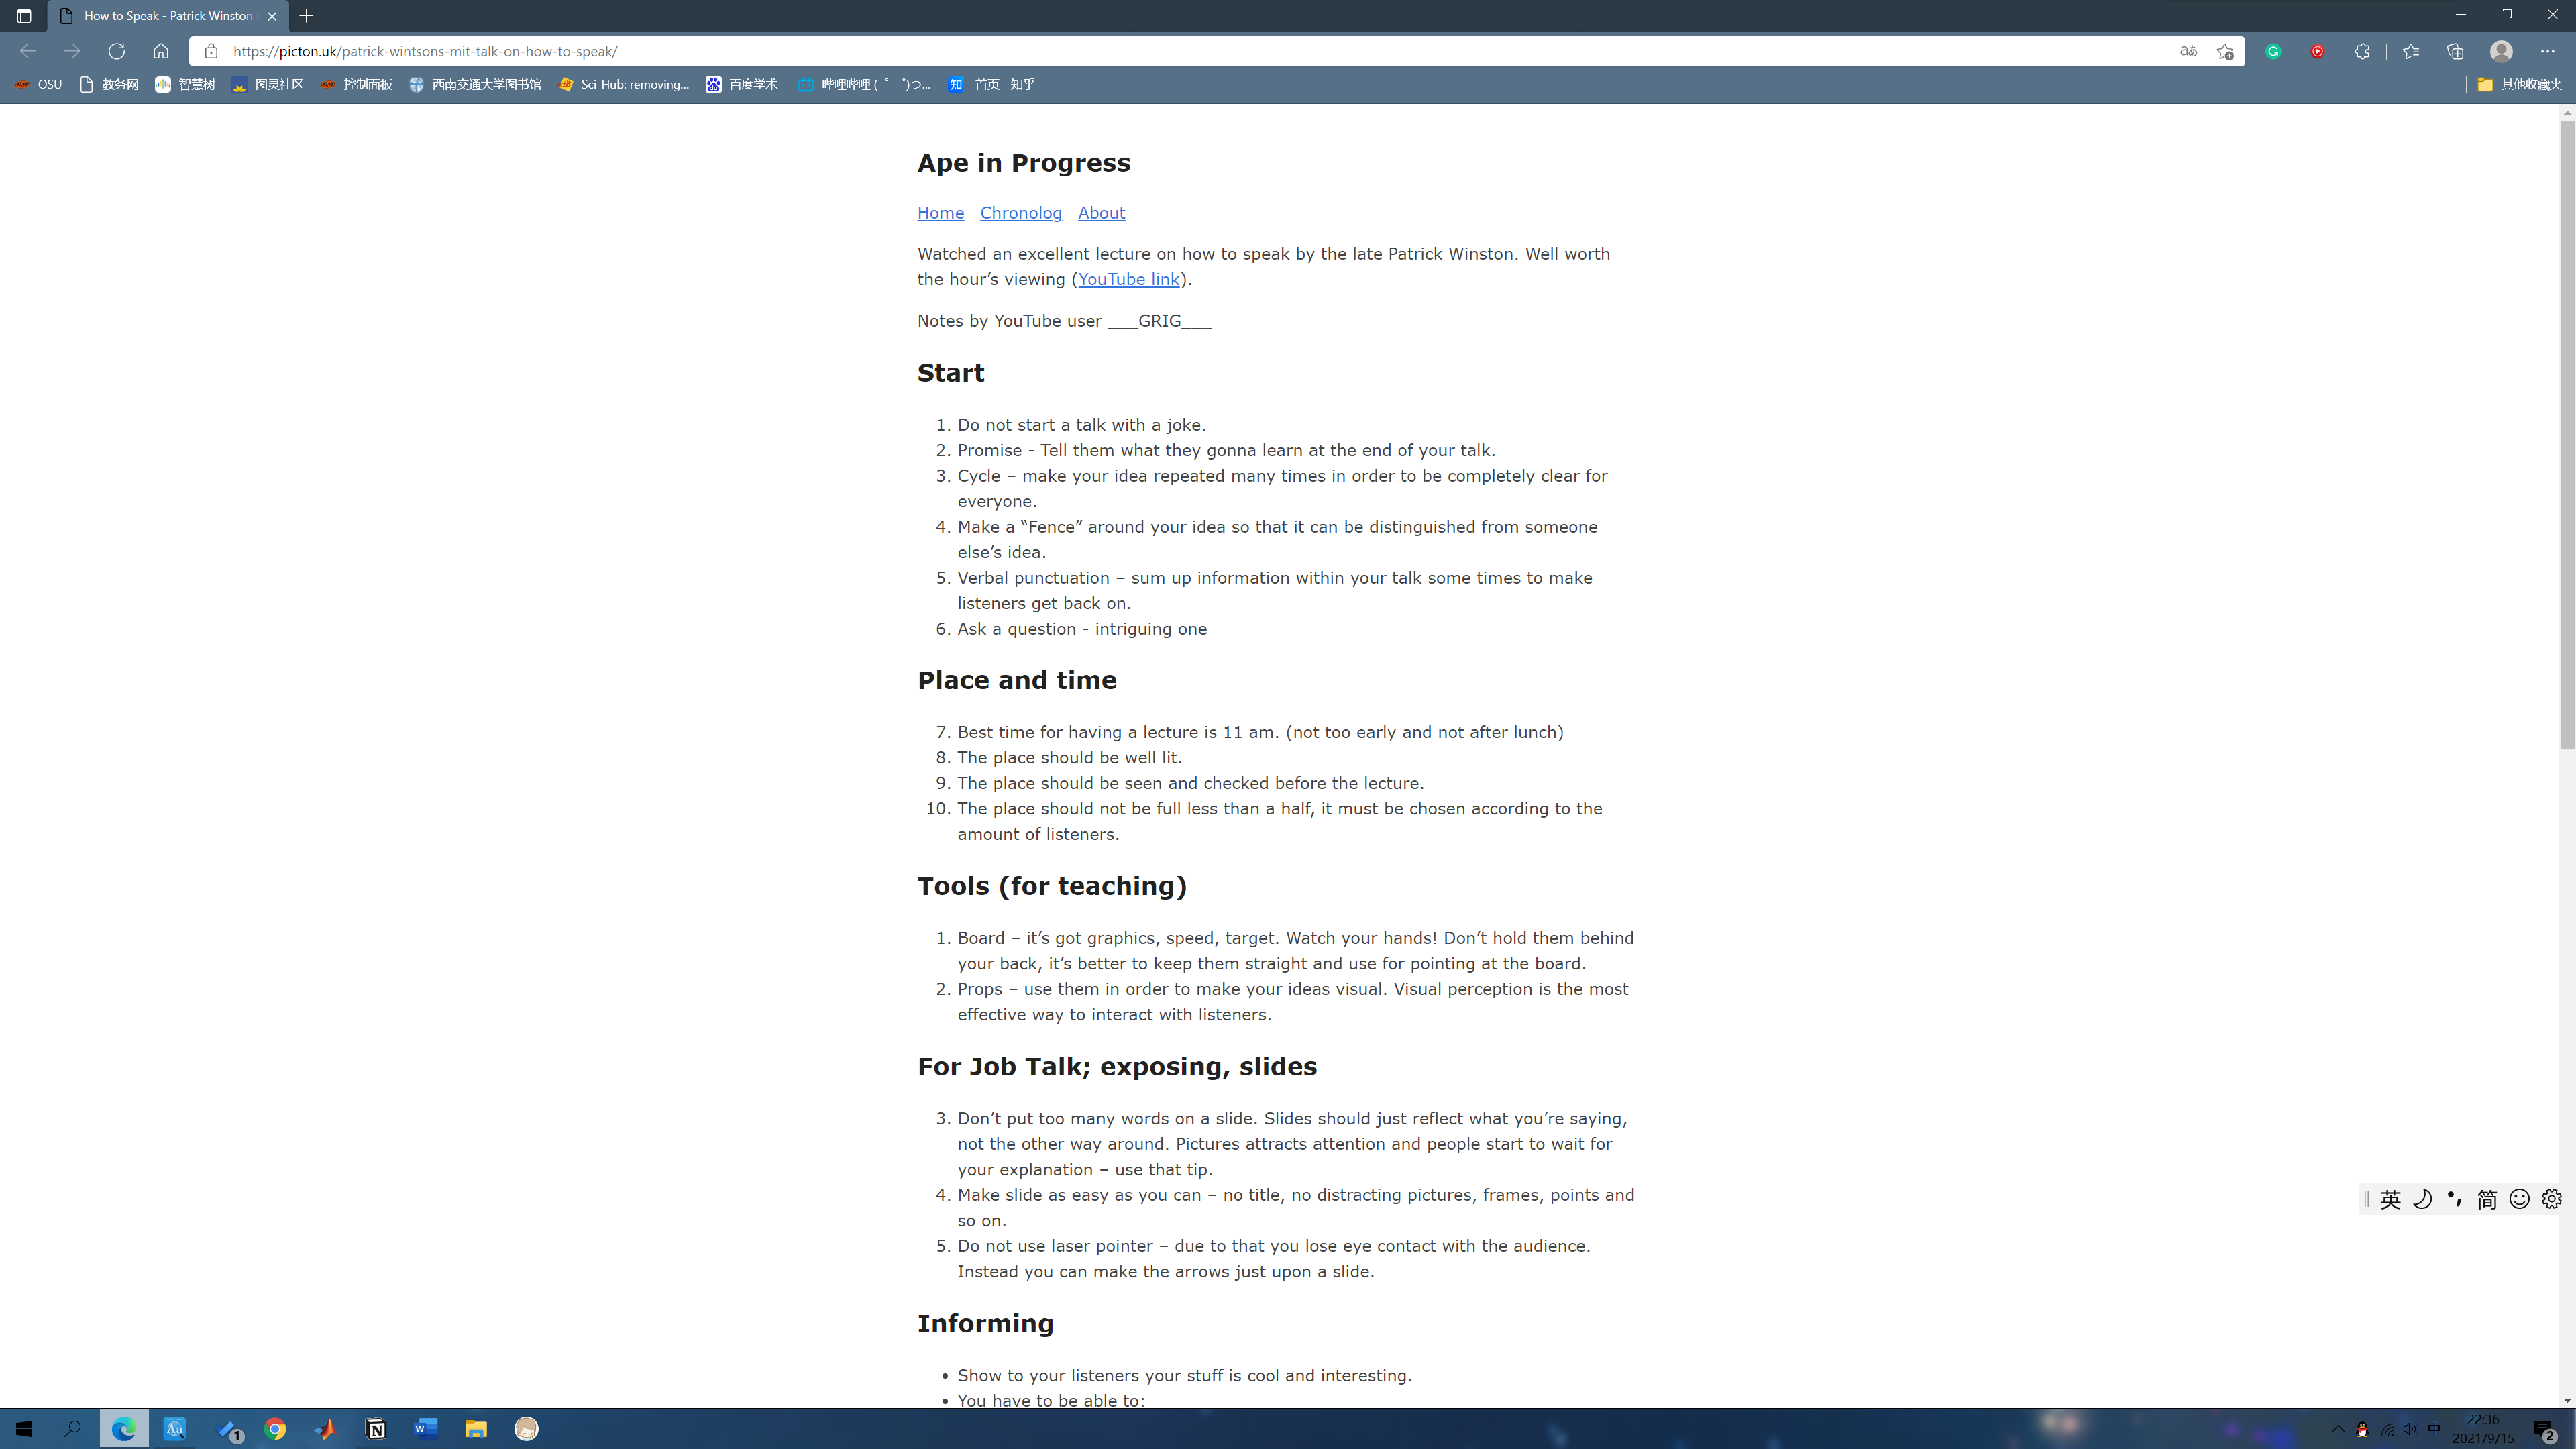 How to Speak - Patrick Winston
https://picton.uk/patrick-wintsons-mit-talk-on-how-to-speak/
aあ
OSU 教务网 智慧树 图灵社区 控制面板 西南交通大学图书馆 Sci-Hub: removing... 百度学术 哔哩哔哩 ( ゜- ゜)つ... 知 首页 - 知乎 其他收藏夹
Ape in Progress
Home Chronolog About
Watched an excellent lecture on how to speak by the late Patrick Winston. Well worth
the hour’s viewing (YouTube link).
Notes by YouTube user ___GRIG___
Start
1. Do not start a talk with a joke.
2. Promise - Tell them what they gonna learn at the end of your talk.
3. Cycle – make your idea repeated many times in order to be completely clear for
everyone.
4. Make a “Fence” around your idea so that it can be distinguished from someone
else’s idea.
5. Verbal punctuation – sum up information within your talk some times to make
listeners get back on.
6. Ask a question - intriguing one
Place and time
7. Best time for having a lecture is 11 am. (not too early and not after lunch)
8. The place should be well lit.
9. The place should be seen and checked before the lecture.
10. The place should not be full less than a half, it must be chosen according to the
amount of listeners.
Tools (for teaching)
1. Board – it’s got graphics, speed, target. Watch your hands! Don’t hold them behind
your back, it’s better to keep them straight and use for pointing at the board.
2. Props – use them in order to make your ideas visual. Visual perception is the most
effective way to interact with listeners.
For Job Talk; exposing, slides
3. Don’t put too many words on a slide. Slides should just reflect what you’re saying,
not the other way around. Pictures attracts attention and people start to wait for
your explanation – use that tip.
4. Make slide as easy as you can – no title, no distracting pictures, frames, points and
so on.
5. Do not use laser pointer – due to that you lose eye contact with the audience.
Instead you can make the arrows just upon a slide.
英 简
Informing
• Show to your listeners your stuff is cool and interesting.
• You have to be able to:
1
中
22:36
2021/9/15
2